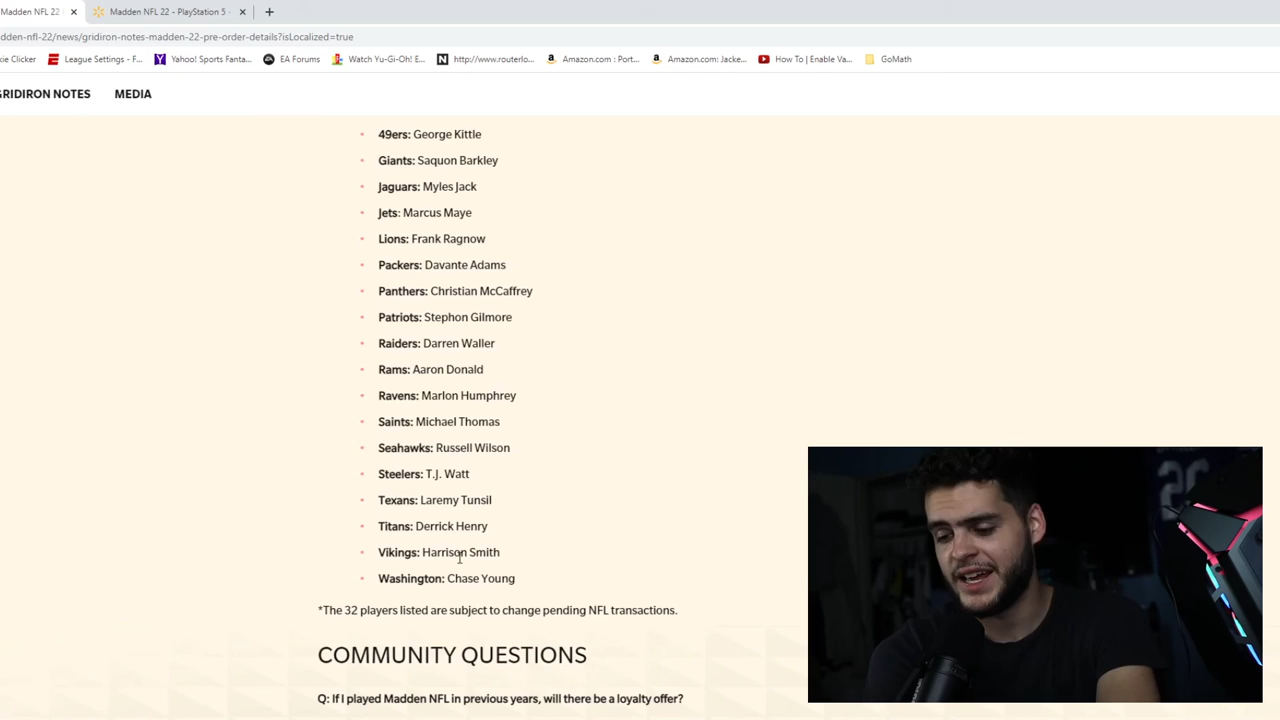 Madden NFL 22
Madden NFL 22 - PlayStation 5 -
dden-nfl-22/news/gridiron-notes-madden-22-pre-order-details?isLocalized=true
kie Clicker League Settings - F... Yahoo! Sports Fanta... EA Forums Watch Yu-Gi-Oh! E... http://www.routerlo... Amazon.com : Port... Amazon.com: Jacke... How To | Enable Va... GoMath
GRIDIRON NOTES MEDIA
49ers: George Kittle
Giants: Saquon Barkley
Jaguars: Myles Jack
Jets: Marcus Maye
Lions: Frank Ragnow
Packers: Davante Adams
Panthers: Christian McCaffrey
Patriots: Stephon Gilmore
Raiders: Darren Waller
Rams: Aaron Donald
Ravens: Marlon Humphrey
Saints: Michael Thomas
Seahawks: Russell Wilson
Steelers: T.J. Watt
Texans: Laremy Tunsil
Titans: Derrick Henry
Vikings: Harrison Smith
Washington: Chase Young
*The 32 players listed are subject to change pending NFL transactions.
COMMUNITY QUESTIONS
Q: If I played Madden NFL in previous years, will there be a loyalty offer?